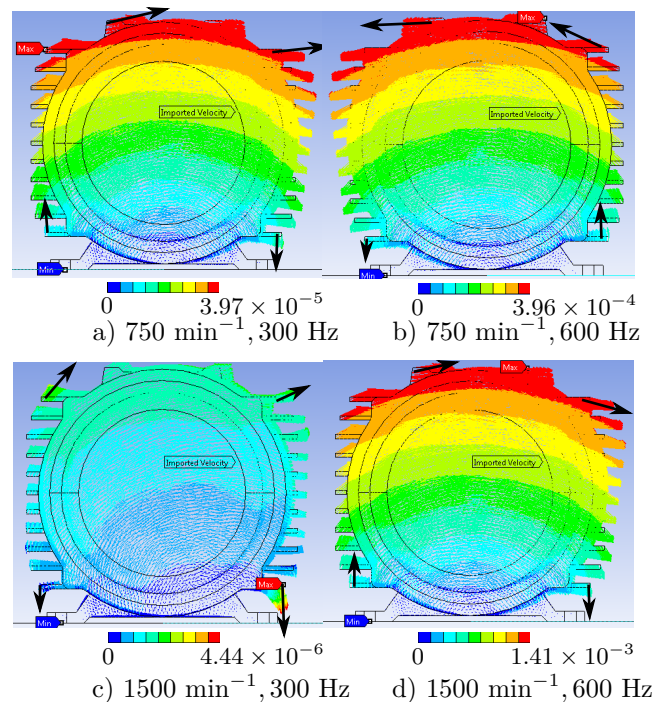 Max
Max
Imported Velocity
Imported Velocity
Min
Min
0 3.97 × 10⁻⁵
0 3.96 × 10⁻⁴
a) 750 min⁻¹, 300 Hz
b) 750 min⁻¹, 600 Hz
Max
Imported Velocity
Imported Velocity
Max
Min
Min
0 4.44 × 10⁻⁶
0 1.41 × 10⁻³
c) 1500 min⁻¹, 300 Hz
d) 1500 min⁻¹, 600 Hz